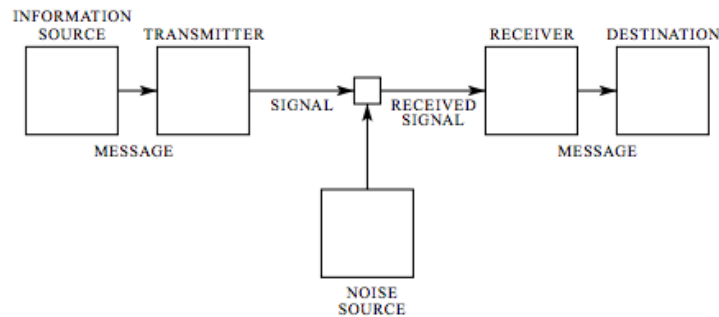 INFORMATION
SOURCE
TRANSMITTER
RECEIVER
DESTINATION
SIGNAL
RECEIVED
SIGNAL
MESSAGE
MESSAGE
NOISE
SOURCE